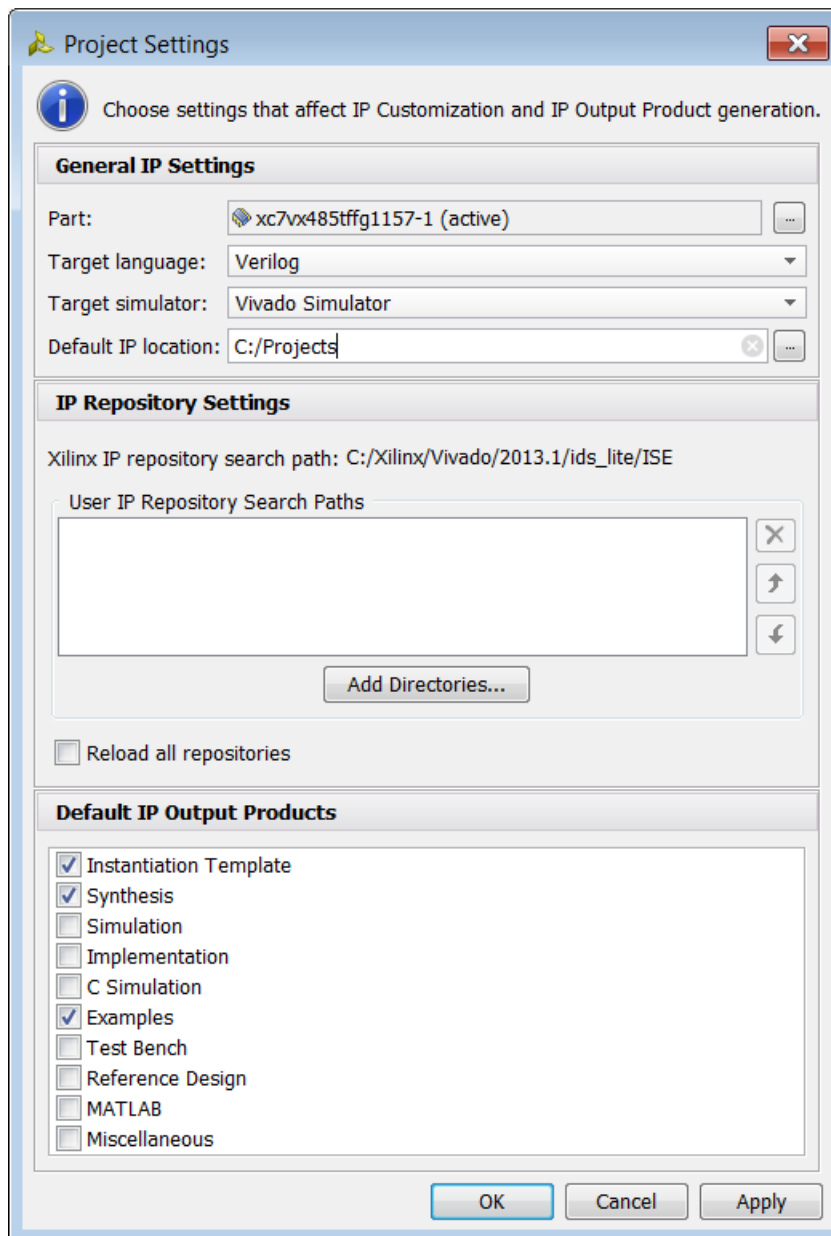 Project Settings
Choose settings that affect IP Customization and IP Output Product generation.
General IP Settings
Part: xc7vx485tffg1157-1 (active) ...
Target language: Verilog
Target simulator: Vivado Simulator
Default IP location: C:/Projects ...
IP Repository Settings
Xilinx IP repository search path: C:/Xilinx/Vivado/2013.1/ids_lite/ISE
User IP Repository Search Paths
Add Directories...
Reload all repositories
Default IP Output Products
Instantiation Template
Synthesis
Simulation
Implementation
C Simulation
Examples
Test Bench
Reference Design
MATLAB
Miscellaneous
OK Cancel Apply